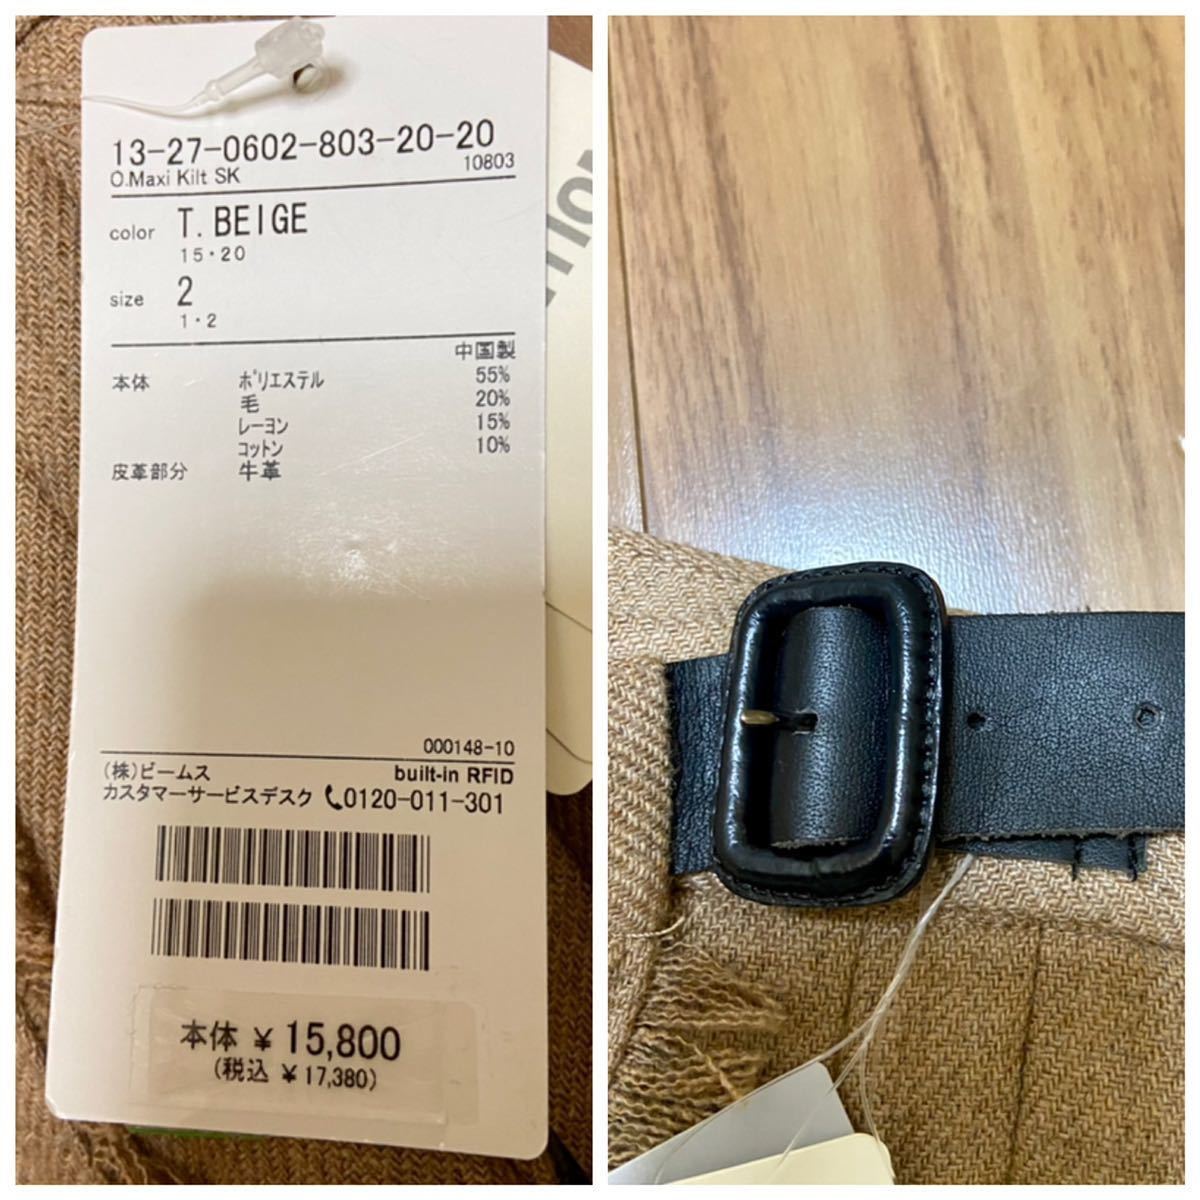 13-27-0602-803-20-20
O.Maxi Kilt SK 10803
color T. BEIGE
15・20
size 2
1・2
中国製
本体 ポリエステル 55%
毛 20%
レーヨン 15%
コットン 10%
皮革部分 牛革
000148-10
(株)ビームス built-in RFID
カスタマーサービスデスク 0120-011-301
本体 ¥ 15,800
(税込 ¥17,380)